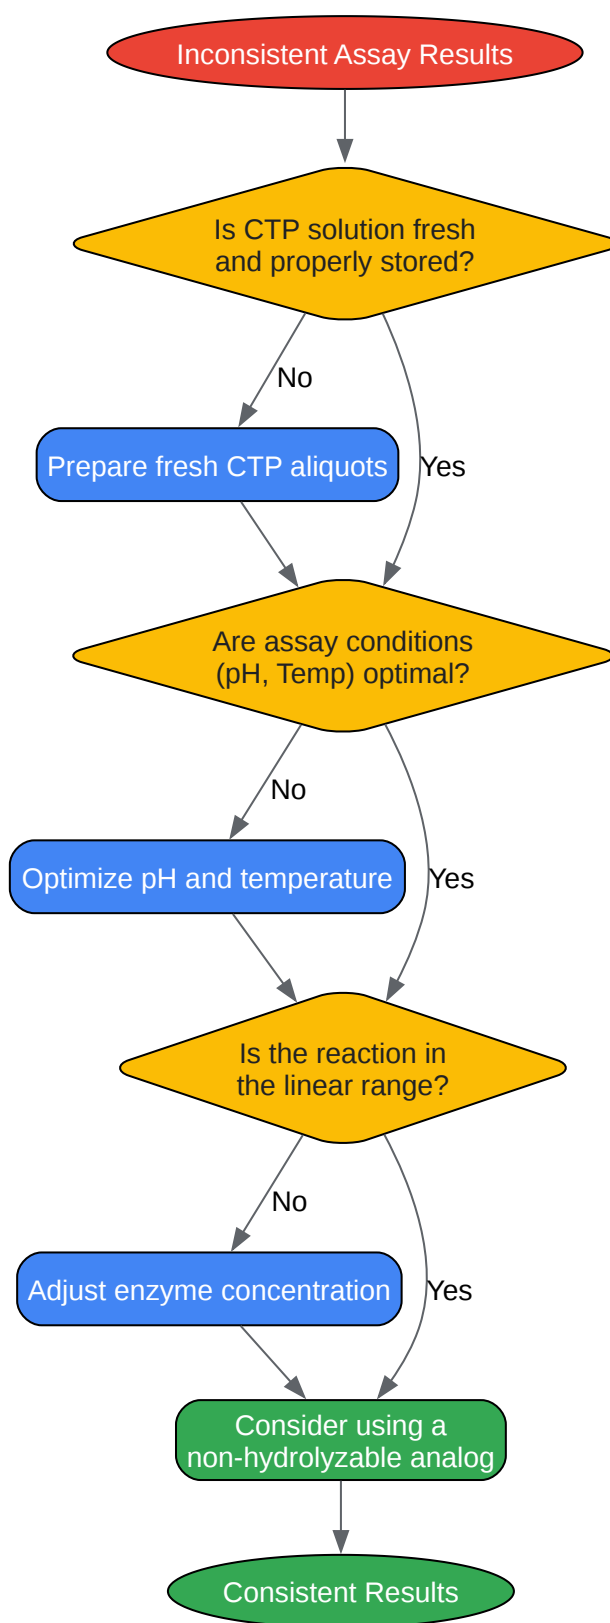 Inconsistent Assay Results
Is CTP solution fresh
and properly stored?
No
Prepare fresh CTP aliquots
Yes
Are assay conditions
(pH, Temp) optimal?
No
Optimize pH and temperature
Yes
Is the reaction in
the linear range?
No
Adjust enzyme concentration
Yes
Consider using a
non-hydrolyzable analog
Consistent Results